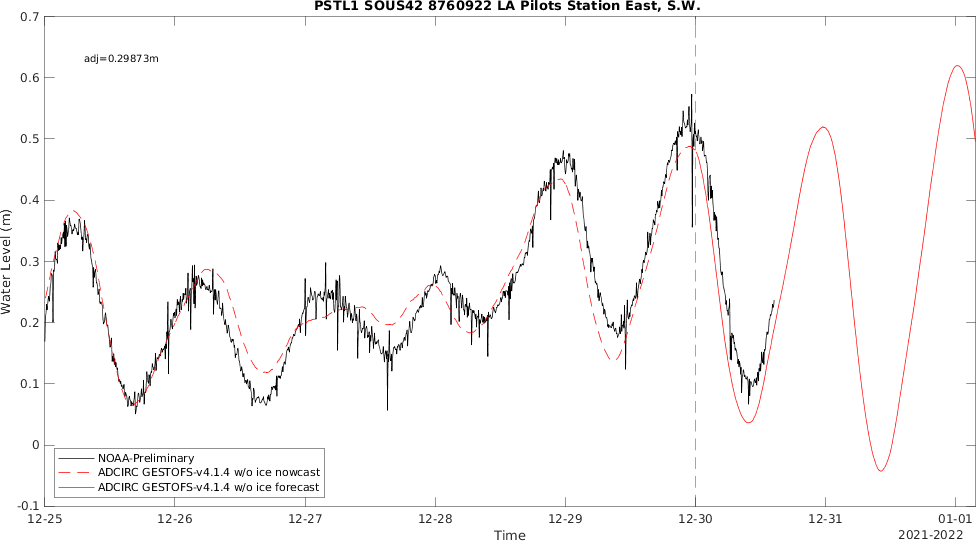 PSTL1 SOUS42 8760922 LA Pilots Station East, S.W.
0.7
adj=0.29873m
0.6
0.5
0.4
0.3
0.2
0.1
0
-0.1
Water Level (m)
NOAA-Preliminary
ADCIRC GESTOFS-v4.1.4 w/o ice nowcast
ADCIRC GESTOFS-v4.1.4 w/o ice forecast
12-25 12-26 12-27 12-28 12-29 12-30 12-31 01-01
Time
2021-2022